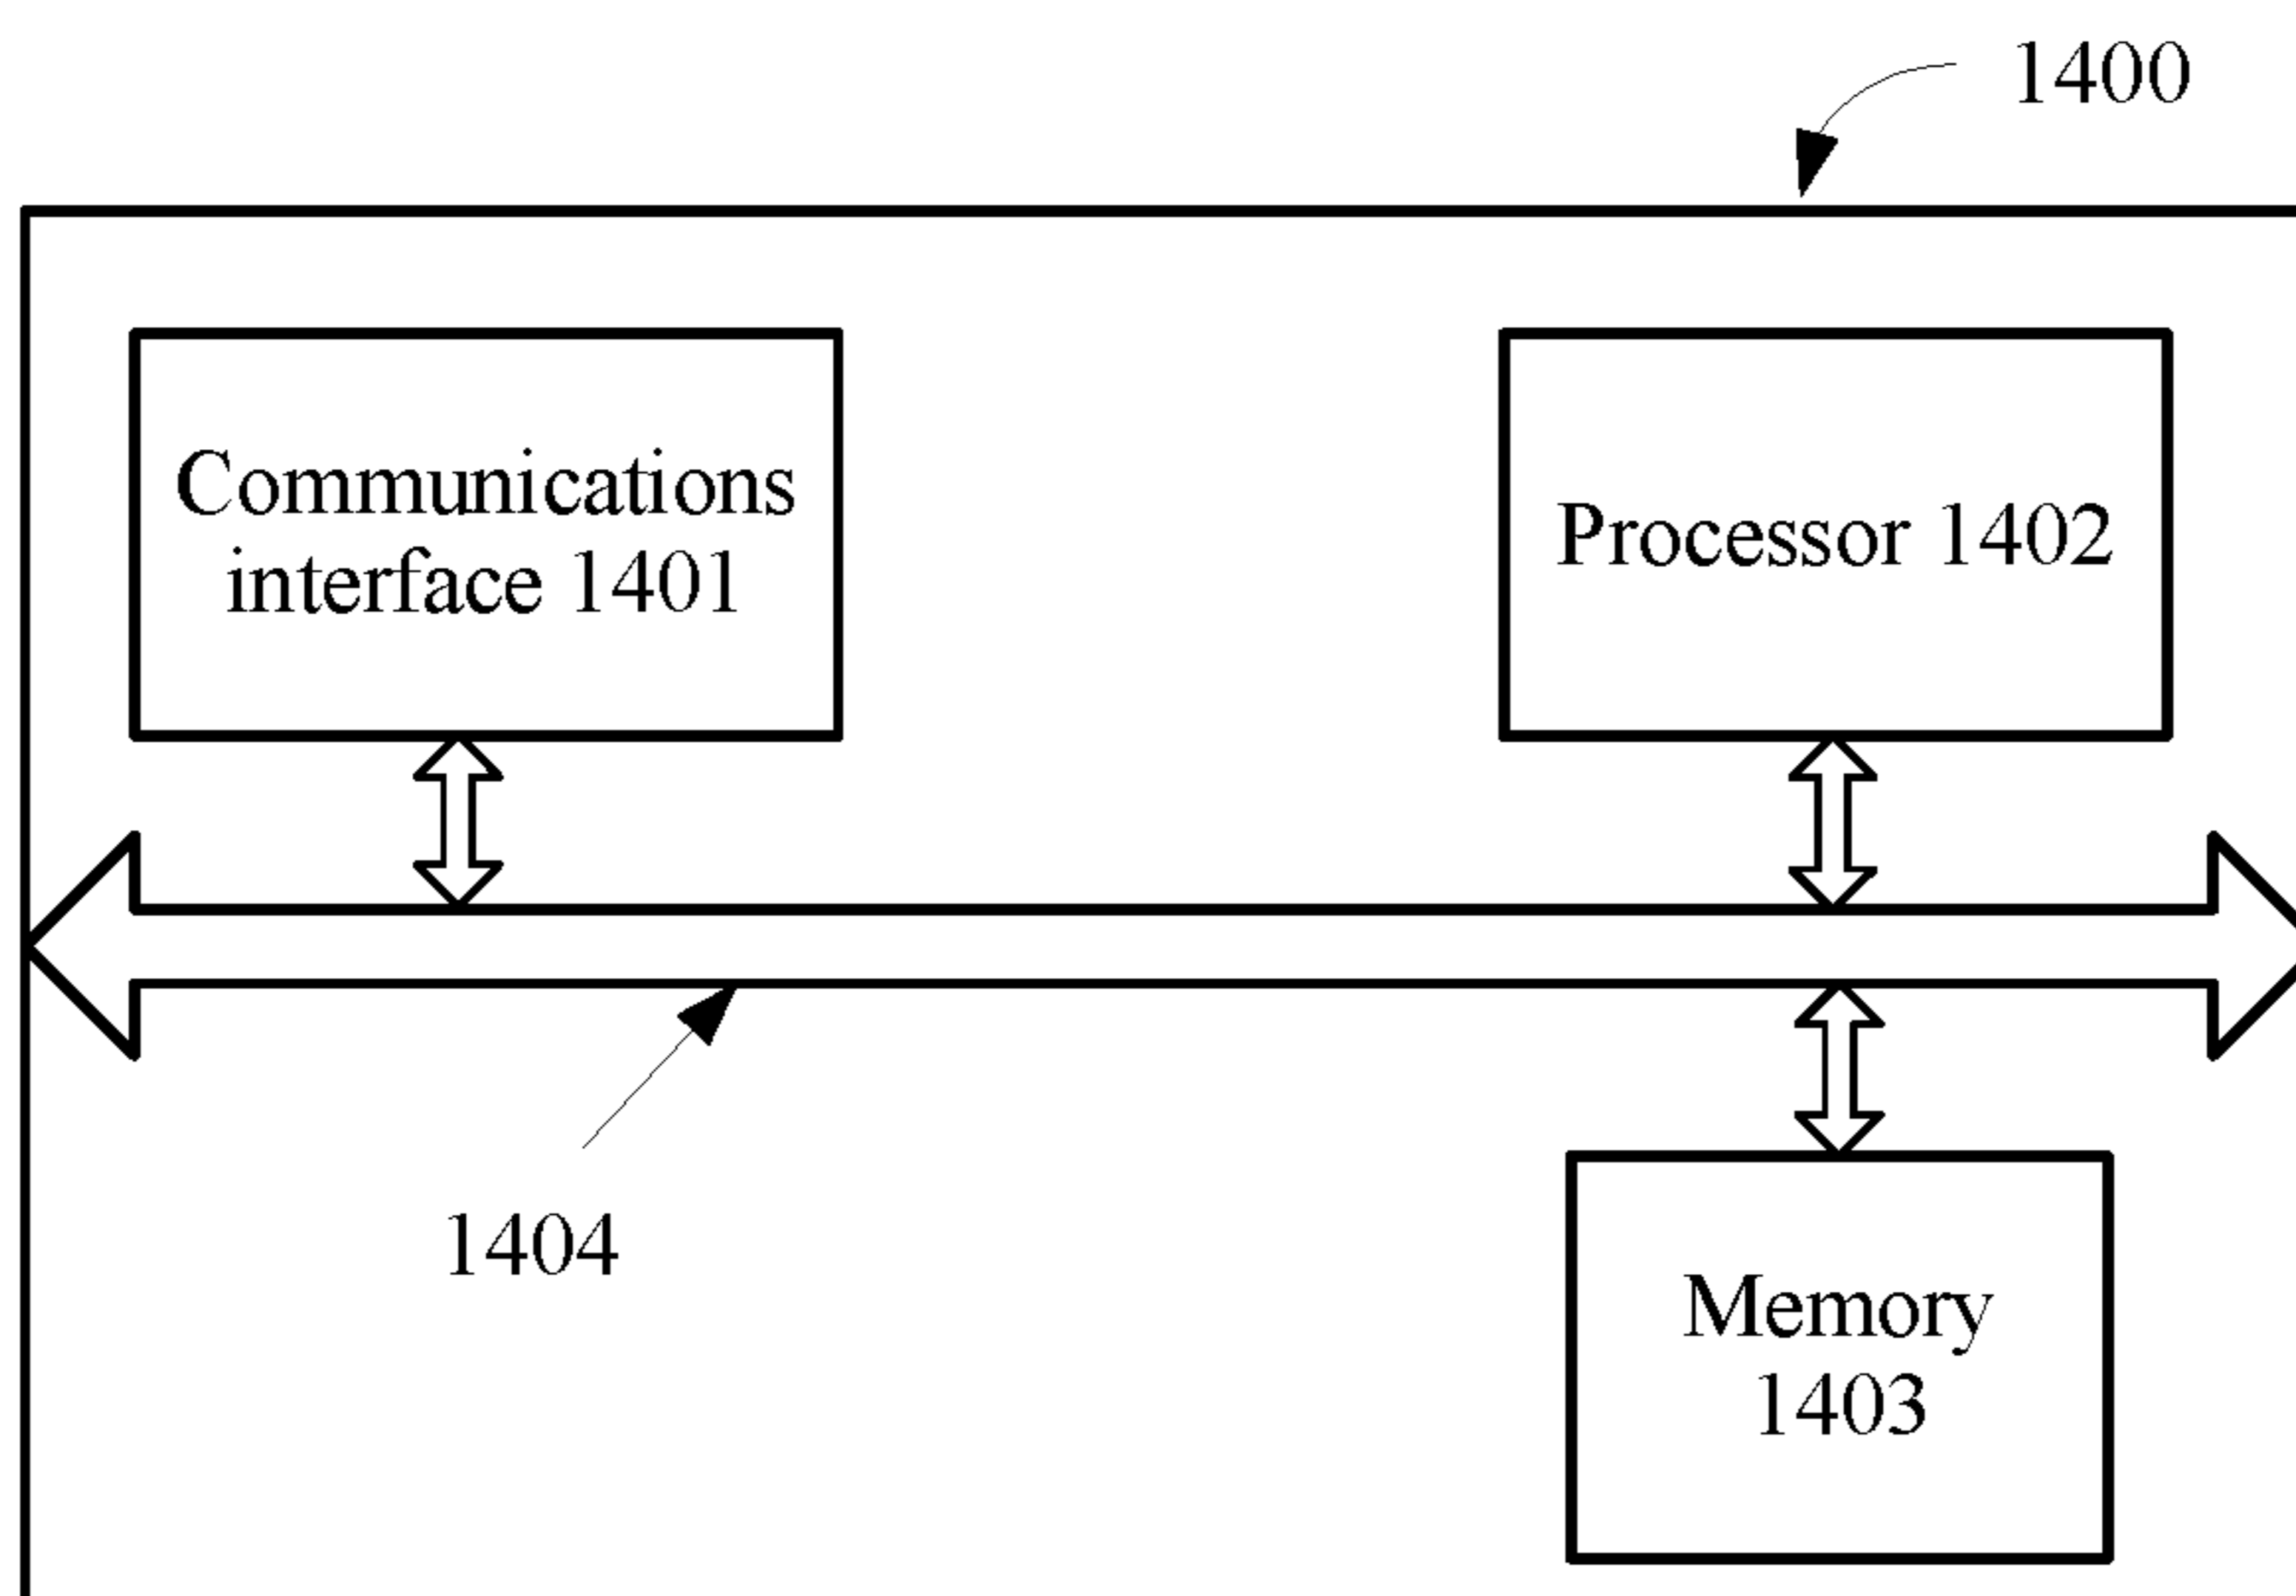 1400
Communications
interface 1401
Processor 1402
1404
Memory
1403